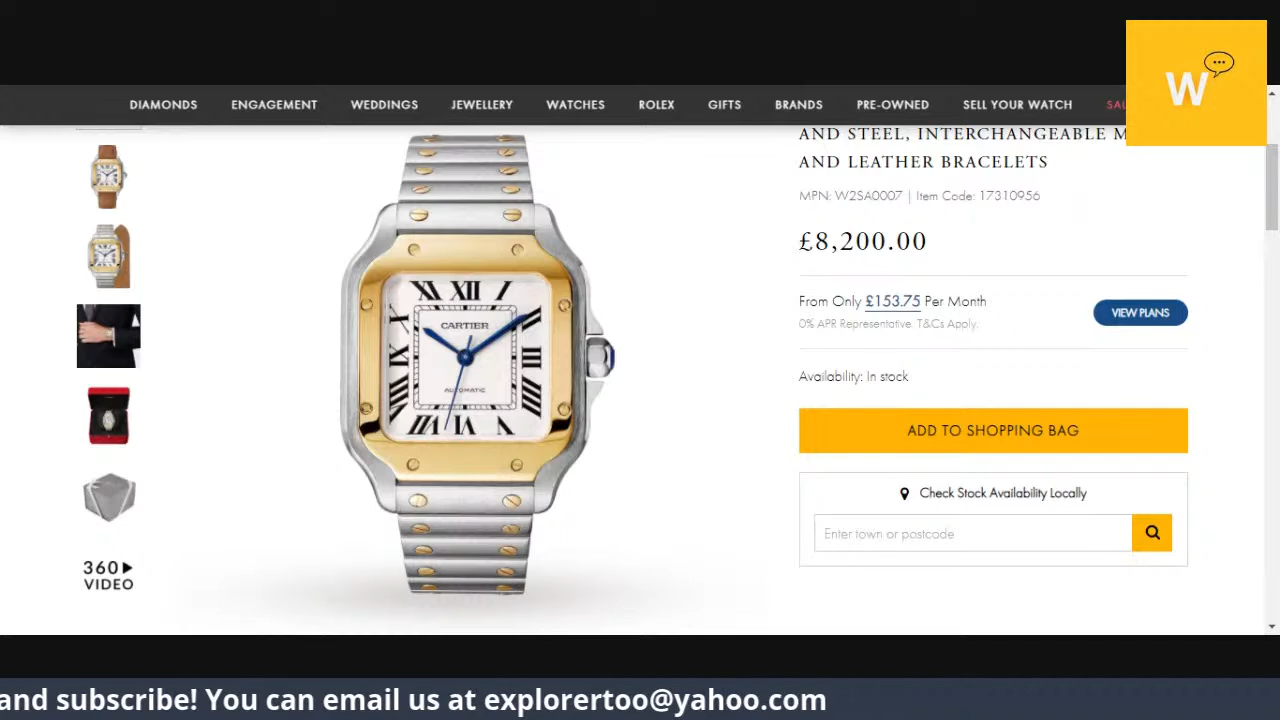 W
DIAMONDS ENGAGEMENT WEDDINGS JEWELLERY WATCHES ROLEX GIFTS BRANDS PRE-OWNED SELL YOUR WATCH
AND STEEL, INTERCHANGEABLE
AND LEATHER BRACELETS
MPN: W2SA0007 | Item Code: 17310956
£8,200.00
From Only £153.75 Per Month
VIEW PLANS
0% APR Representative. T&Cs Apply.
Availability: In stock
ADD TO SHOPPING BAG
Check Stock Availability Locally
Enter town or postcode
CARTIER
AUTOMATIC
360
VIDEO
and subscribe! You can email us at explorertoo@yahoo.com